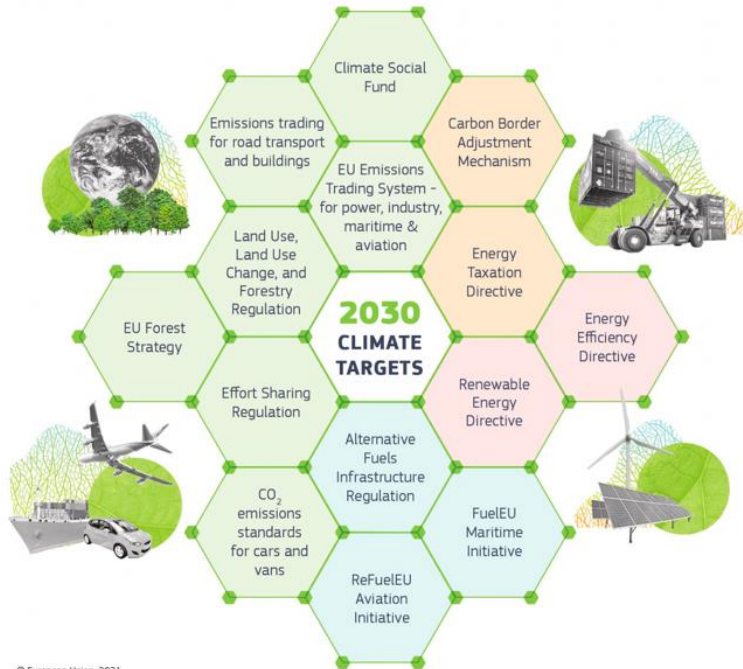 Climate Social
Fund
Emissions trading
for road transport
and buildings
Carbon Border
Adjustment
Mechanism
EU Emissions
Trading System -
for power, industry,
maritime &
aviation
Land Use,
Land Use
Change, and
Forestry
Regulation
Energy
Taxation
Directive
EU Forest
Strategy
2030
CLIMATE
TARGETS
Energy
Efficiency
Directive
Effort Sharing
Regulation
Renewable
Energy
Directive
Alternative
Fuels
Infrastructure
Regulation
CO₂
emissions
standards
for cars and
vans
FuelEU
Maritime
Initiative
ReFuelEU
Aviation
Initiative